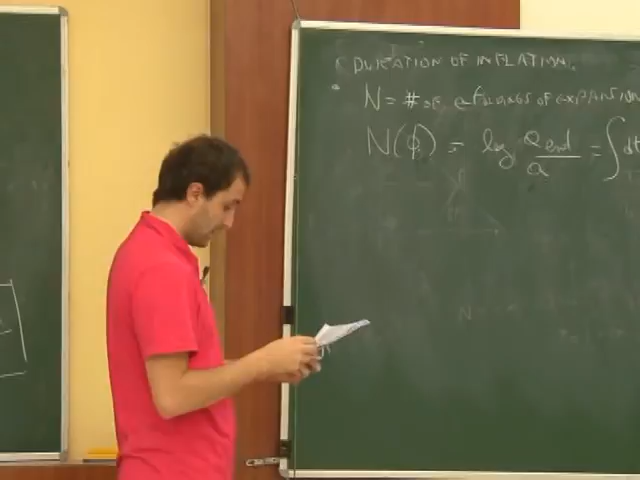 DURATION OF INFLATION.
N = # OF e-FOLDINGS OF EXPANSION
N(ϕ) = log a_end / a = ∫ dt